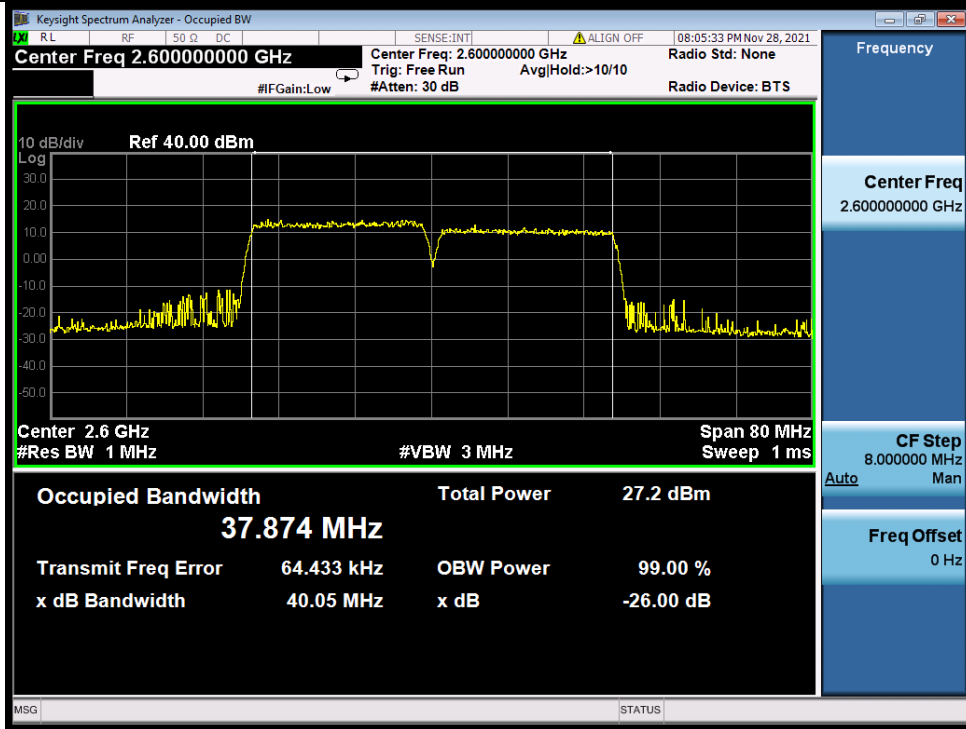 Keysight Spectrum Analyzer - Occupied BW
LXI RL RF 50 Ω DC SENSE:INT ALIGN OFF 08:05:33 PM Nov 28, 2021
Center Freq 2.600000000 GHz
Center Freq: 2.600000000 GHz Radio Std: None
Trig: Free Run Avg|Hold:>10/10
#IFGain:Low #Atten: 30 dB Radio Device: BTS
10 dB/div Ref 40.00 dBm
Log
30.0
20.0
10.0
0.00
-10.0
-20.0
-30.0
-40.0
-50.0
Center 2.6 GHz Span 80 MHz
#Res BW 1 MHz #VBW 3 MHz Sweep 1 ms
Occupied Bandwidth Total Power 27.2 dBm
37.874 MHz
Transmit Freq Error 64.433 kHz OBW Power 99.00 %
x dB Bandwidth 40.05 MHz x dB -26.00 dB
Frequency
Center Freq
2.600000000 GHz
CF Step
8.000000 MHz
Auto Man
Freq Offset
0 Hz
MSG STATUS